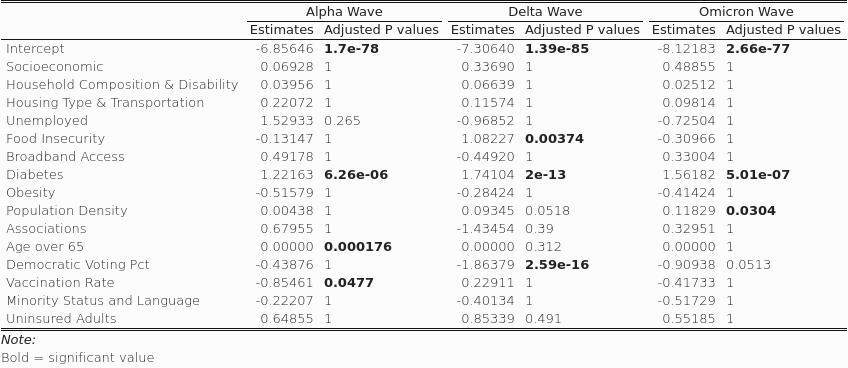 Alpha Wave Delta Wave Omicron Wave
Estimates Adjusted P values Estimates Adjusted P values Estimates Adjusted P values
Intercept -6.85646 1.7e-78 -7.30640 1.39e-85 -8.12183 2.66e-77
Socioeconomic 0.06928 1 0.33690 1 0.48855 1
Household Composition & Disability 0.03956 1 0.06639 1 0.02512 1
Housing Type & Transportation 0.22072 1 0.11574 1 0.09814 1
Unemployed 1.52933 0.265 -0.96852 1 -0.72504 1
Food Insecurity -0.13147 1 1.08227 0.00374 -0.30966 1
Broadband Access 0.49178 1 -0.44920 1 0.33004 1
Diabetes 1.22163 6.26e-06 1.74104 2e-13 1.56182 5.01e-07
Obesity -0.51579 1 -0.28424 1 -0.41424 1
Population Density 0.00438 1 0.09345 0.0518 0.11829 0.0304
Associations 0.67955 1 -1.43454 0.39 0.32951 1
Age over 65 0.00000 0.000176 0.00000 0.312 0.00000 1
Democratic Voting Pct -0.43876 1 -1.86379 2.59e-16 -0.90938 0.0513
Vaccination Rate -0.85461 0.0477 0.22911 1 -0.41733 1
Minority Status and Language -0.22207 1 -0.40134 1 -0.51729 1
Uninsured Adults 0.64855 1 0.85339 0.491 0.55185 1
Note:
Bold = significant value